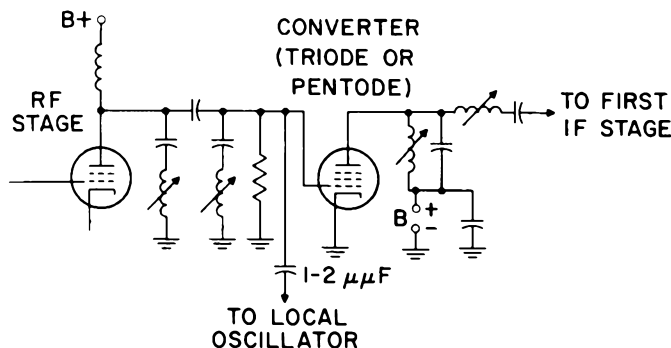 B+
RF
STAGE
CONVERTER
(TRIODE OR
PENTODE)
TO FIRST
IF STAGE
B + -
1-2 μμF
TO LOCAL
OSCILLATOR